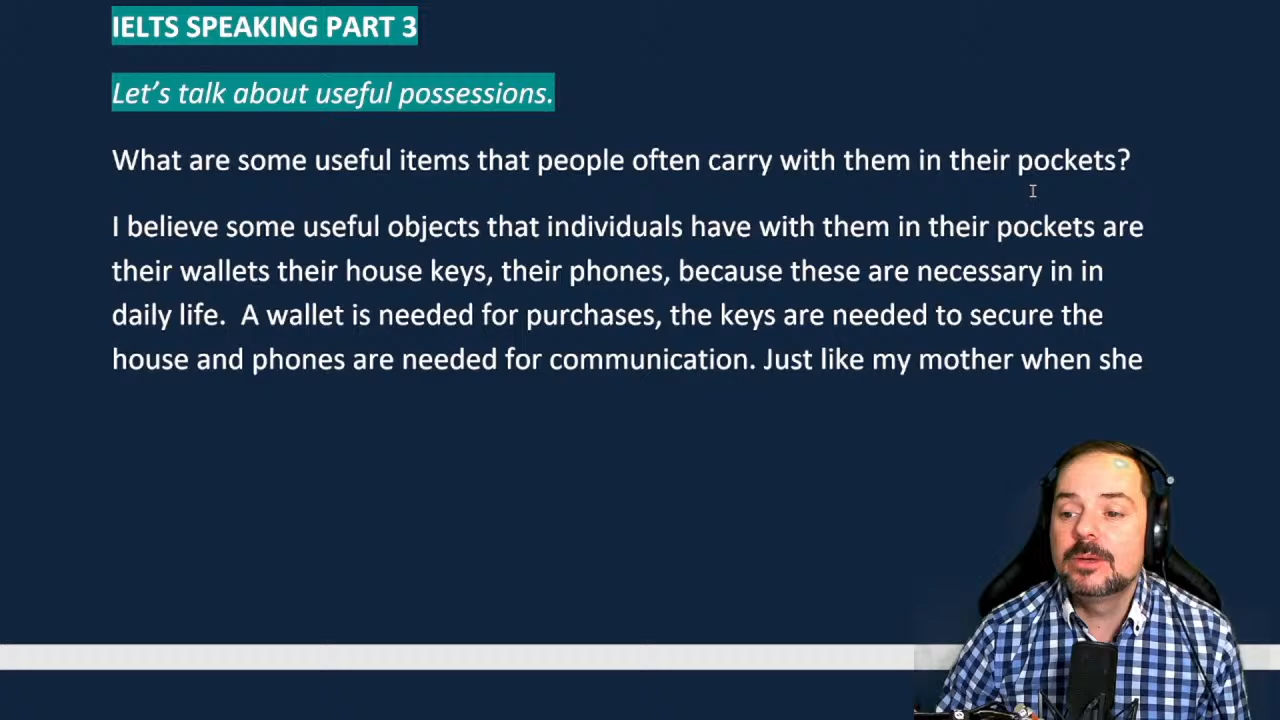 IELTS SPEAKING PART 3
Let's talk about useful possessions.
What are some useful items that people often carry with them in their pockets?
I believe some useful objects that individuals have with them in their pockets are
their wallets their house keys, their phones, because these are necessary in in
daily life.  A wallet is needed for purchases, the keys are needed to secure the
house and phones are needed for communication. Just like my mother when she